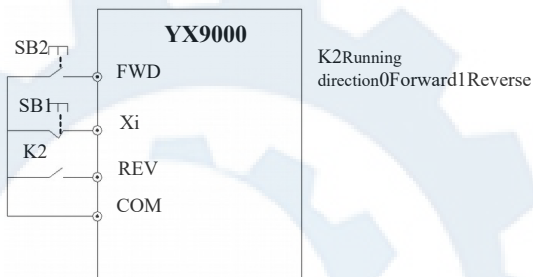 YX9000
SB2
FWD
K2Running
direction0Forward1Reverse
SB1
Xi
K2
REV
COM